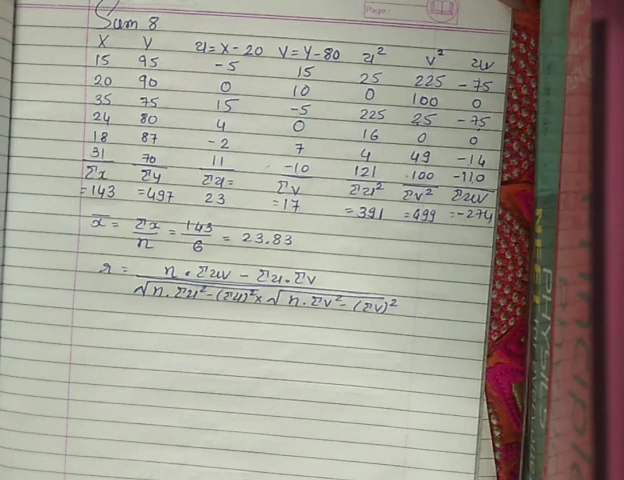 Sum 8
X Y u=X-20 V=Y-80 u² v² uv
15 95 -5 15 25 225 -75
20 90 0 10 0 100 0
35 75 15 -5 225 25 -75
24 80 4 0 16 0 0
18 87 -2 7 4 49 -14
31 70 11 -10 121 100 -110
Σx Σy Σu= Σv Σu² Σv² Σuv
=143 =497 23 =17 =391 =499 =-274
x̄ = Σx/n = 143/6 = 23.83
r = n·Σuv - Σu·Σv / √n·Σu²-(Σu)² × √n·Σv²-(Σv)²
NEET
PHYSICS